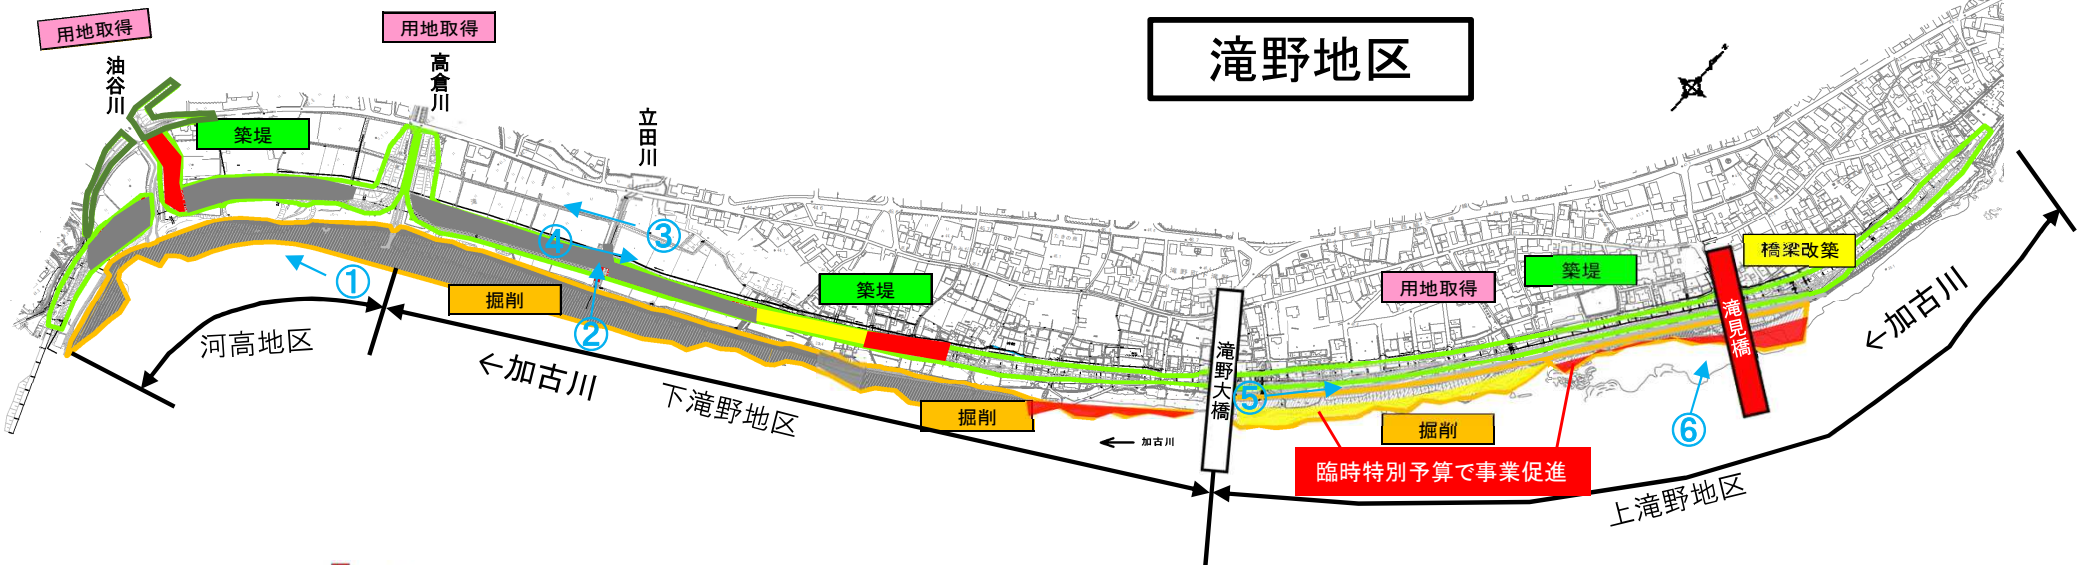 滝野地区
用地取得
用地取得
油谷川
高倉川
立田川
築堤
③
④
①
②
掘削
築堤
河高地区
←加古川
下滝野地区
掘削
←加古川
滝野大橋
⑤
用地取得
築堤
橋梁改築
滝見橋
←加古川
掘削
⑥
臨時特別予算で事業促進
上滝野地区